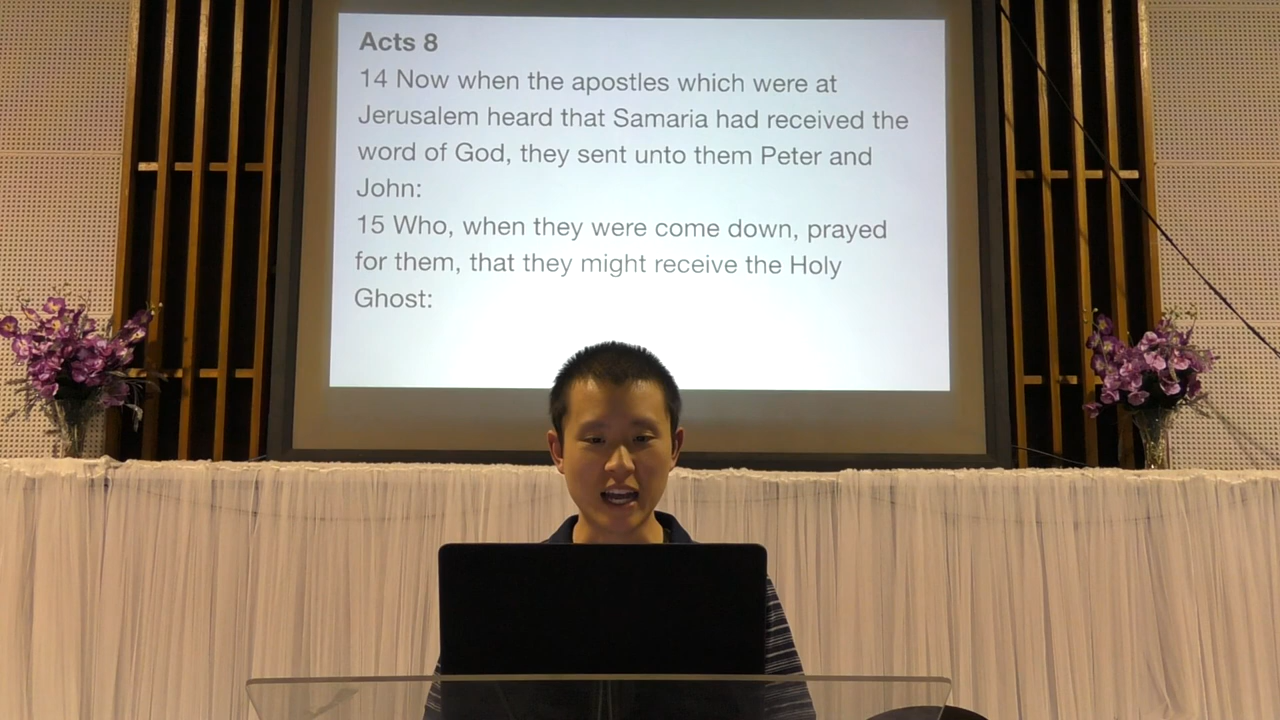 Acts 8
14 Now when the apostles which were at
Jerusalem heard that Samaria had received the
word of God, they sent unto them Peter and
John:
15 Who, when they were come down, prayed
for them, that they might receive the Holy
Ghost: